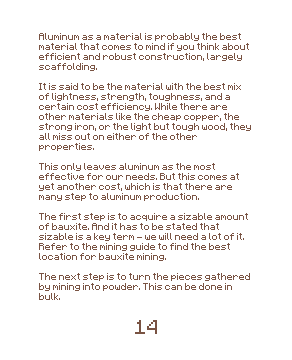 Aluminum as a material is probably the best
material that comes to mind if you think about
efficient and robust construction, largely
scaffolding.
It is said to be the material with the best mix
of lightness, strength, toughness, and a
certain cost efficiency. While there are
other materials like the cheap copper, the
strong iron, or the light but tough wood, they
all miss out on either of the other
properties.
This only leaves aluminum as the most
effective for our needs. But this comes at
yet another cost, which is that there are
many step to aluminum production.
The first step is to acquire a sizable amount
of bauxite. And it has to be stated that
sizable is a key term – we will need a lot of it.
Refer to the mining guide to find the best
location for bauxite mining.
The next step is to turn the pieces gathered
by mining into powder. This can be done in
bulk.
14